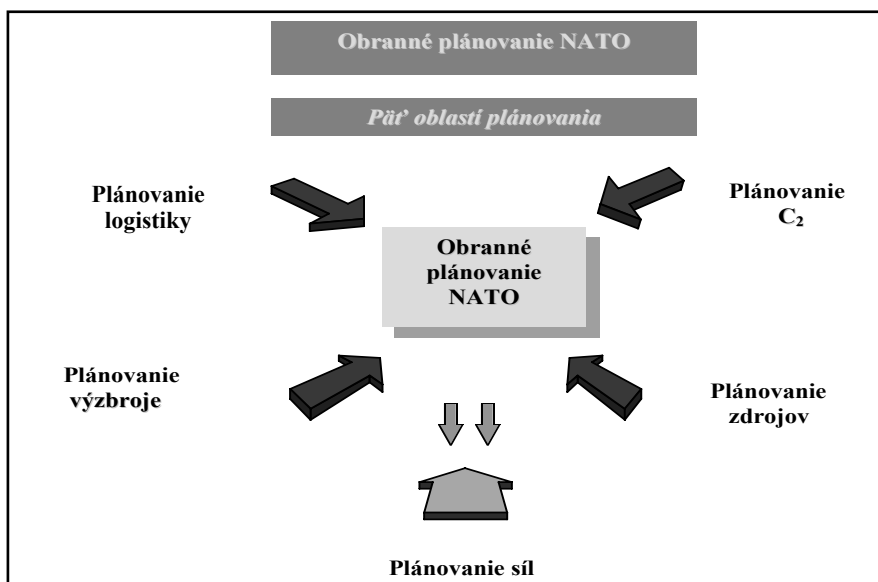 Obranné plánovanie NATO
Päť oblastí plánovania
Plánovanie
logistiky
Plánovanie
C₂
Obranné
plánovanie
NATO
Plánovanie
výzbroje
Plánovanie
zdrojov
Plánovanie síl